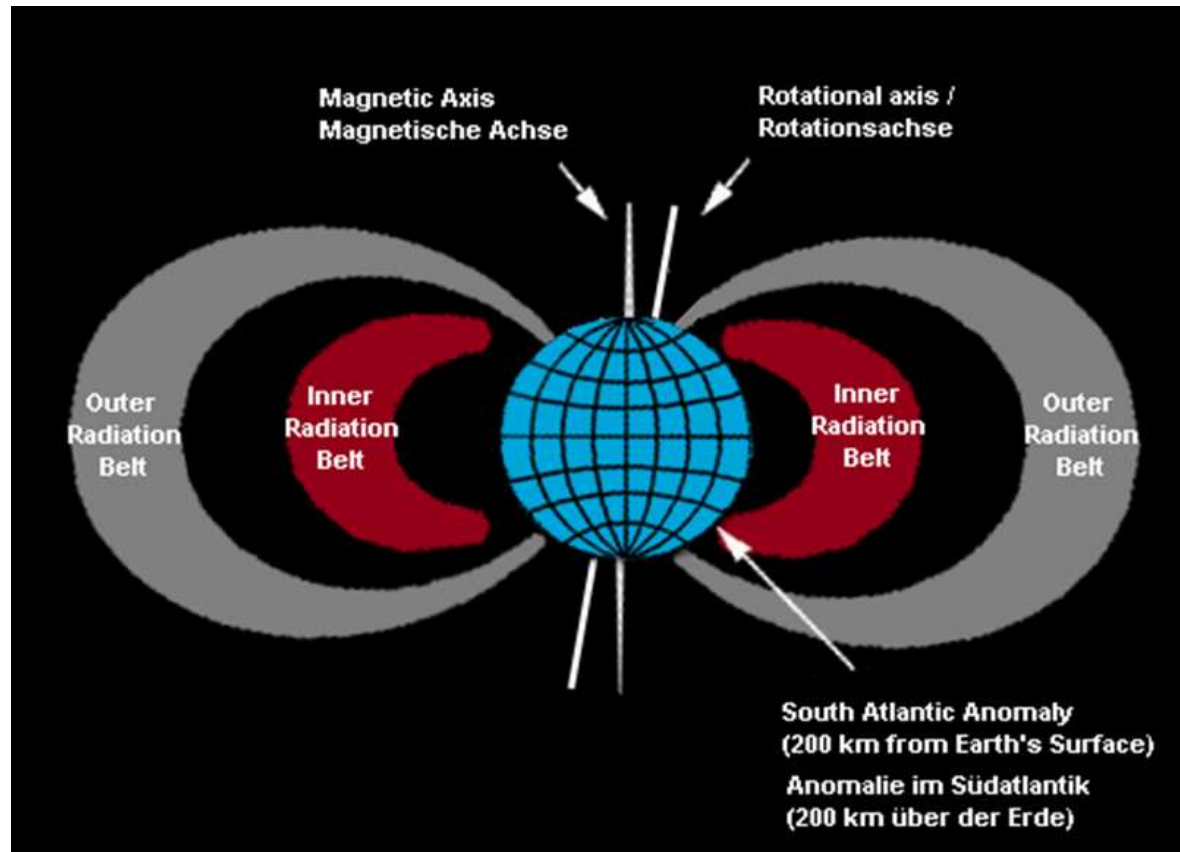 Magnetic Axis
Magnetische Achse
Rotational axis /
Rotationsachse
Outer
Radiation
Belt
Inner
Radiation
Belt
Inner
Radiation
Belt
Outer
Radiation
Belt
South Atlantic Anomaly
(200 km from Earth's Surface)
Anomalie im Südatlantik
(200 km über der Erde)